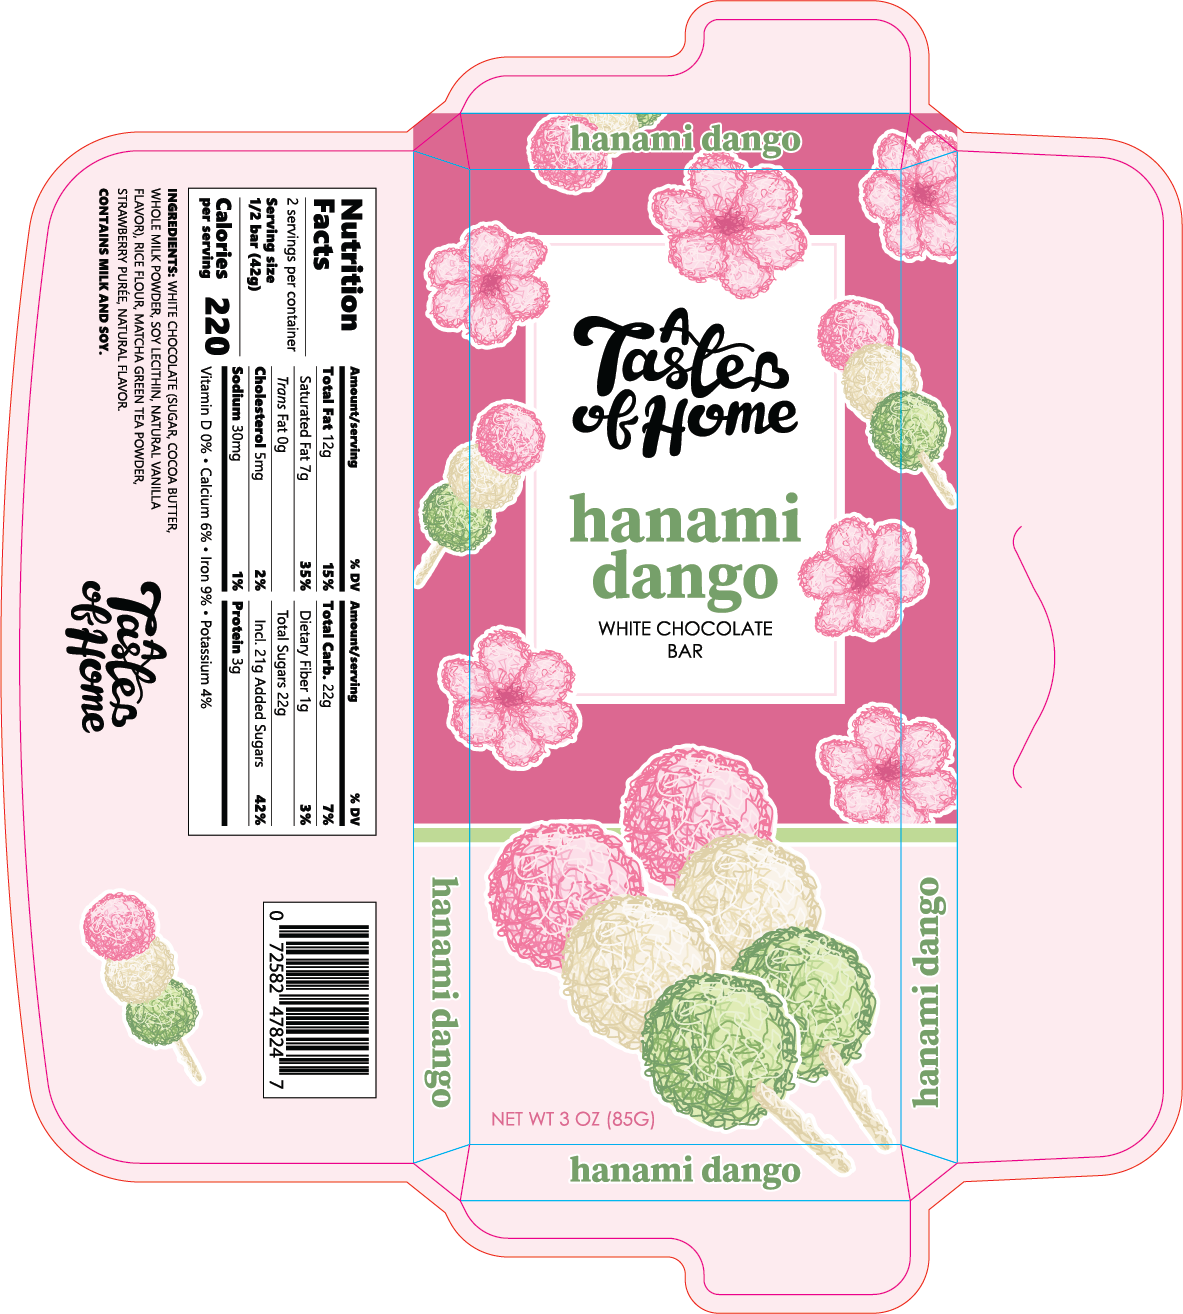 hanami dango
A
Taste
of Home
hanami
dango
WHITE CHOCOLATE
BAR
NET WT 3 OZ (85G)
hanami dango
hanami dango
hanami dango
Nutrition
Facts
2 servings per container
Serving size
1/2 bar (42g)
Calories
per serving 220
Amount/serving % DV
Total Fat 12g 15%
Saturated Fat 7g 35%
Trans Fat 0g
Cholesterol 5mg 2%
Sodium 30mg 1%
Amount/serving % DV
Total Carb. 22g 7%
Dietary Fiber 1g 3%
Total Sugars 22g
Incl. 21g Added Sugars 42%
Protein 3g
Vitamin D 0% • Calcium 6% • Iron 9% • Potassium 4%
INGREDIENTS: WHITE CHOCOLATE (SUGAR, COCOA BUTTER,
WHOLE MILK POWDER, SOY LECITHIN, NATURAL VANILLA
FLAVOR), RICE FLOUR, MATCHA GREEN TEA POWDER,
STRAWBERRY PURÉE, NATURAL FLAVOR.
CONTAINS MILK AND SOY.
A
Taste
of Home
0 72582 47824 7